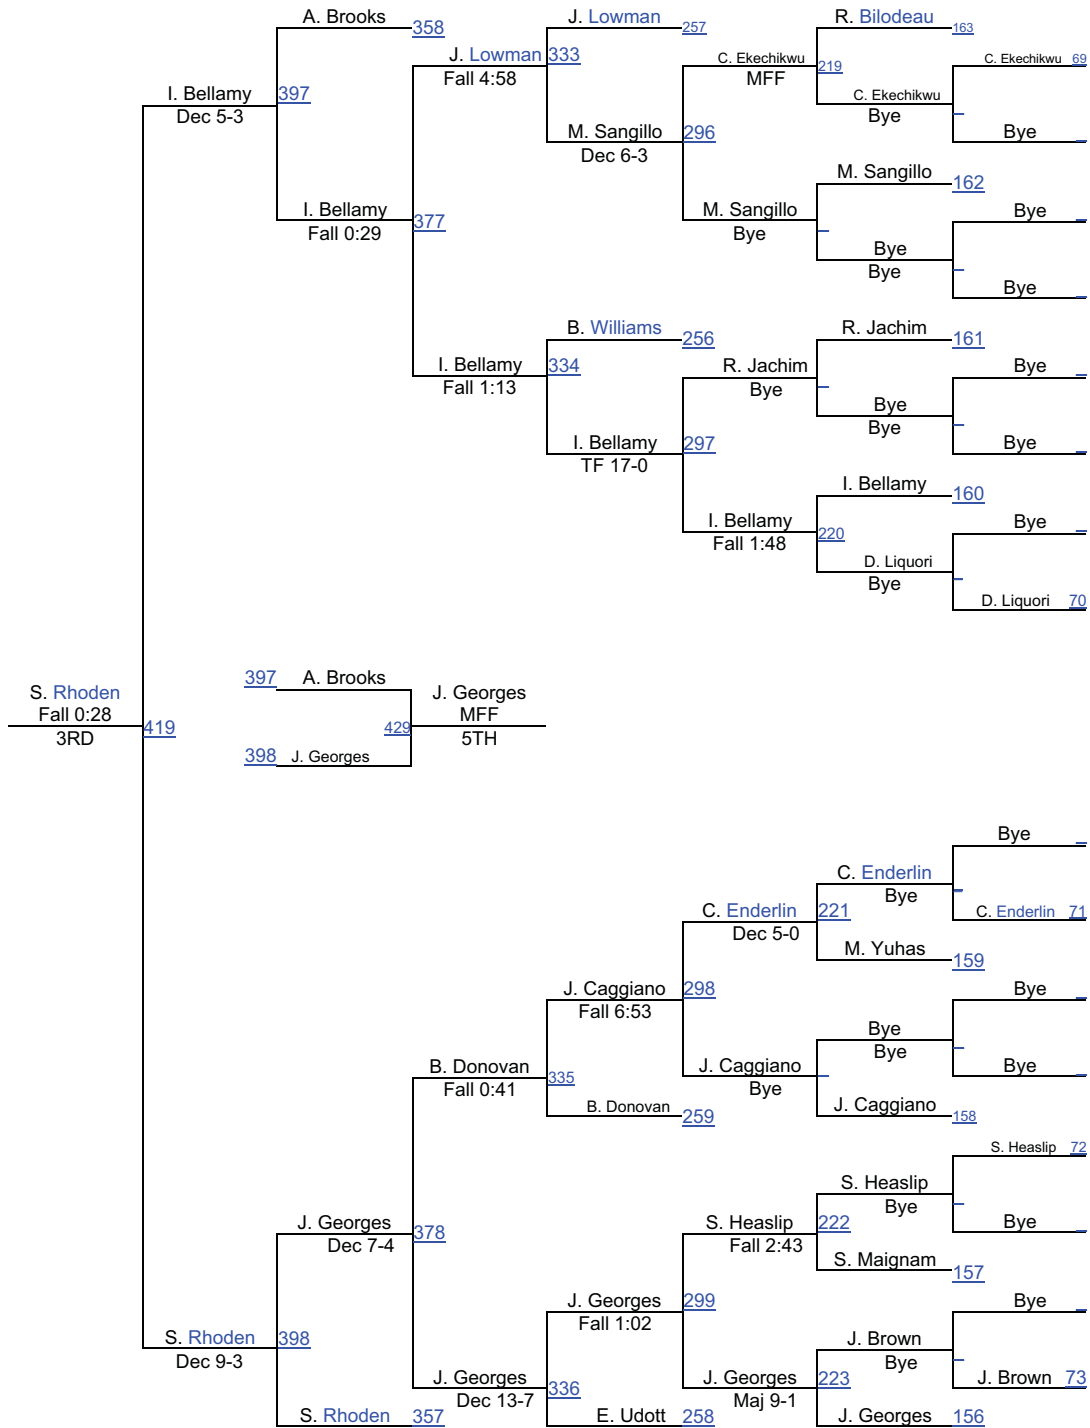 A. Brooks 358
J. Lowman 257
R. Bilodeau 163
J. Lowman 333
Fall 4:58
C. Ekechikwu 219
MFF
C. Ekechikwu 69
I. Bellamy 397
Dec 5-3
C. Ekechikwu
Bye
M. Sangillo 296
Dec 6-3
Bye
M. Sangillo 162
I. Bellamy 377
Fall 0:29
M. Sangillo
Bye
Bye
Bye
Bye
Bye
B. Williams 256
R. Jachim 161
I. Bellamy 334
Fall 1:13
R. Jachim
Bye
Bye
Bye
Bye
I. Bellamy 297
TF 17-0
Bye
I. Bellamy 160
I. Bellamy 220
Fall 1:48
Bye
D. Liquori
Bye
D. Liquori 70
S. Rhoden
Fall 0:28
3RD
419
397 A. Brooks
J. Georges
MFF
5TH
429
398 J. Georges
Bye
C. Enderlin
Bye
C. Enderlin 221
Dec 5-0
C. Enderlin 71
M. Yuhas 159
J. Caggiano 298
Fall 6:53
Bye
Bye
Bye
B. Donovan 335
Fall 0:41
J. Caggiano
Bye
Bye
B. Donovan 259
J. Caggiano 158
S. Heaslip 72
S. Heaslip
Bye
J. Georges 378
Dec 7-4
S. Heaslip 222
Fall 2:43
Bye
S. Maignam 157
J. Georges 299
Fall 1:02
Bye
S. Rhoden 398
Dec 9-3
J. Brown
Bye
J. Georges 336
Dec 13-7
J. Georges 223
Maj 9-1
J. Brown 73
S. Rhoden 357
E. Udott 258
J. Georges 156